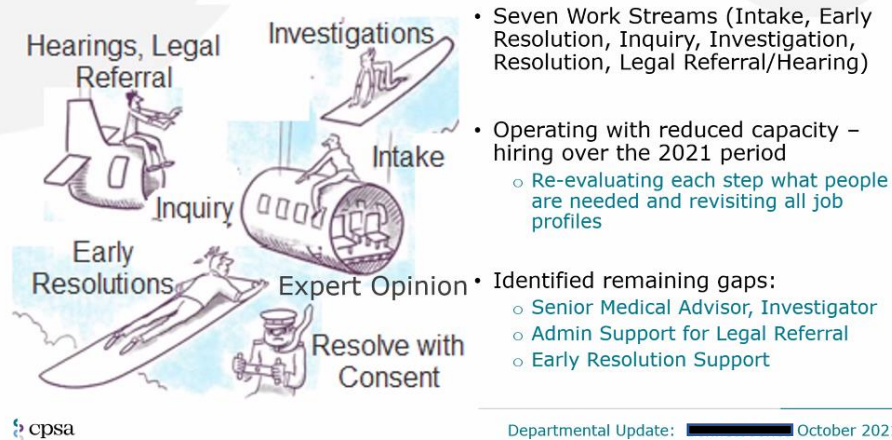 Hearings, Legal
Referral
Investigations
Intake
Inquiry
Early
Resolutions
Expert Opinion
Resolve with
Consent
• Seven Work Streams (Intake, Early
Resolution, Inquiry, Investigation,
Resolution, Legal Referral/Hearing)
• Operating with reduced capacity –
hiring over the 2021 period
o Re-evaluating each step what people
are needed and revisiting all job
profiles
• Identified remaining gaps:
o Senior Medical Advisor, Investigator
o Admin Support for Legal Referral
o Early Resolution Support
cpsa
Departmental Update: October 202